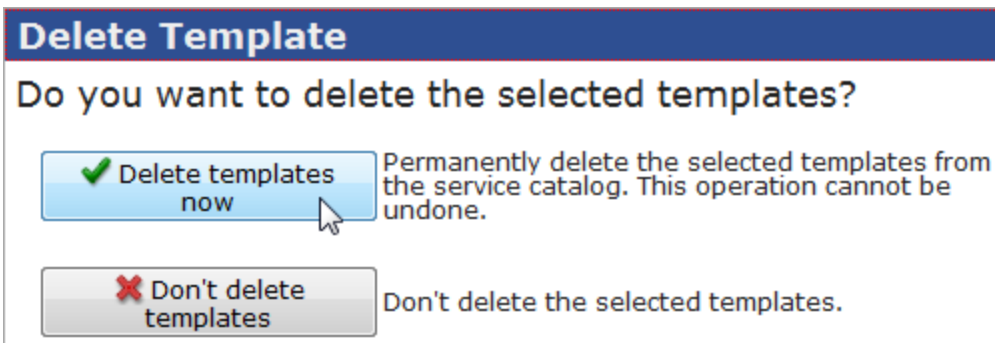 Delete Template
Do you want to delete the selected templates?
Delete templates
now
Permanently delete the selected templates from
the service catalog. This operation cannot be
undone.
Don't delete
templates
Don't delete the selected templates.